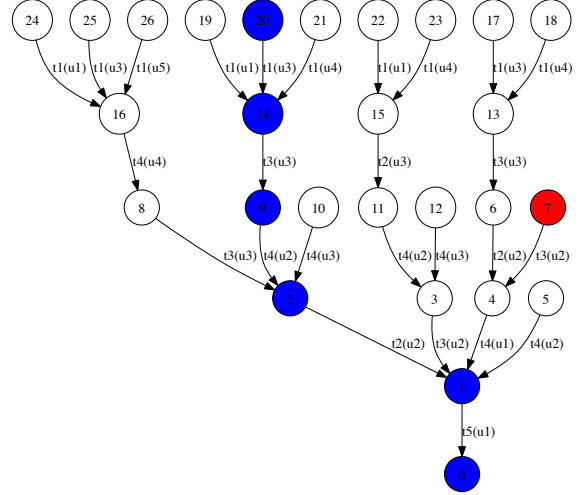 24 25 26 19 20 21 22 23 17 18
t1(u1) t1(u3) t1(u5) t1(u1) t1(u3) t1(u4) t1(u1) t1(u4) t1(u3) t1(u4)
16 14 15 13
t4(u4) t3(u3) t2(u3) t3(u3)
8 9 10 11 12 6 7
t3(u3) t4(u2) t4(u3) t4(u2) t4(u3) t2(u2) t3(u2)
2 3 4 5
t2(u2) t3(u2) t4(u1) t4(u2)
1
t5(u1)
0